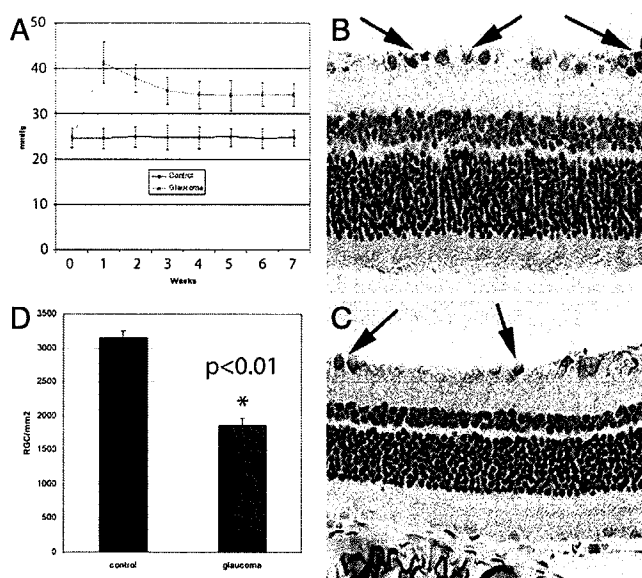 A
50
40
30
20
10
0
mmHg
Control
Glaucoma
0 1 2 3 4 5 6 7
Weeks
B
D
3500
3000
2500
2000
1500
1000
500
0
RGC/mm2
p<0.01
*
control glaucoma
C